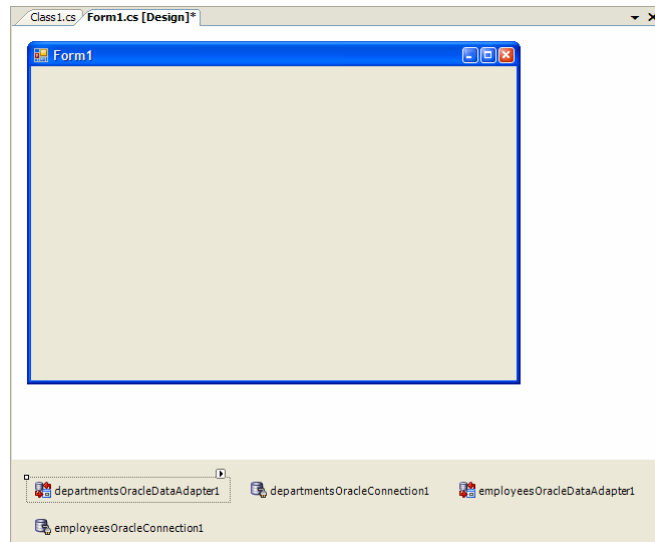 Class1.cs Form1.cs [Design]*
Form1
departmentsOracleDataAdapter1 departmentsOracleConnection1 employeesOracleDataAdapter1
employeesOracleConnection1